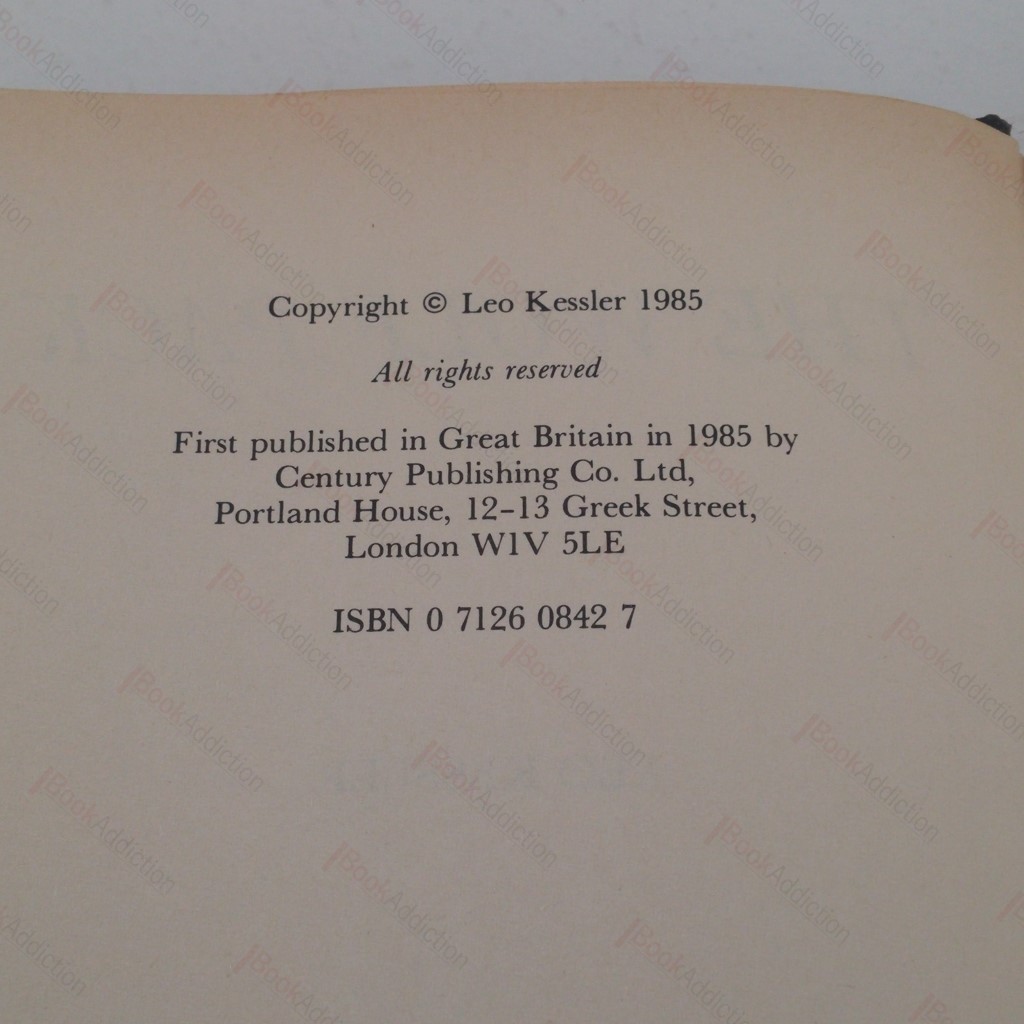 Copyright © Leo Kessler 1985
All rights reserved
First published in Great Britain in 1985 by
Century Publishing Co. Ltd,
Portland House, 12–13 Greek Street,
London W1V 5LE
ISBN 0 7126 0842 7
BookAddiction